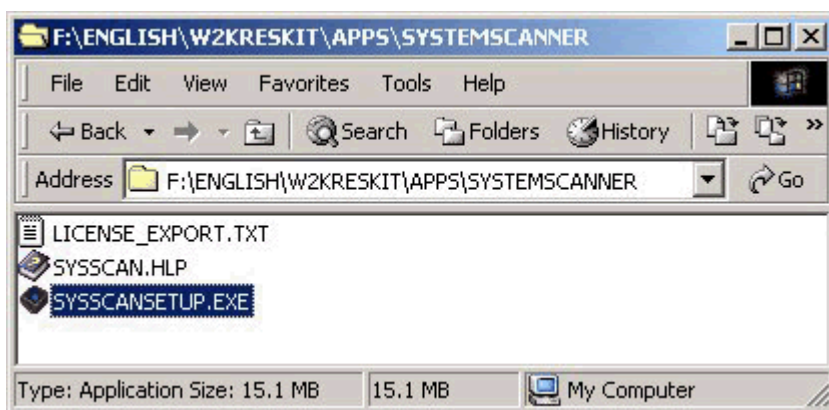 F:\ENGLISH\W2KRESKIT\APPS\SYSTEMSCANNER
File Edit View Favorites Tools Help
Back Search Folders History »
Address F:\ENGLISH\W2KRESKIT\APPS\SYSTEMSCANNER Go
LICENSE_EXPORT.TXT
SYSSCAN.HLP
SYSSCANSETUP.EXE
Type: Application Size: 15.1 MB 15.1 MB My Computer